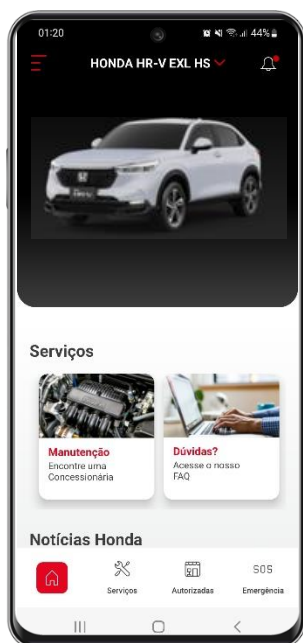 01:20
44%
HONDA HR-V EXL HS
Serviços
Manutenção
Encontre uma
Concessionária
Dúvidas?
Acesse o nosso
FAQ
Notícias Honda
SOS
Serviços
Autorizadas
Emergência